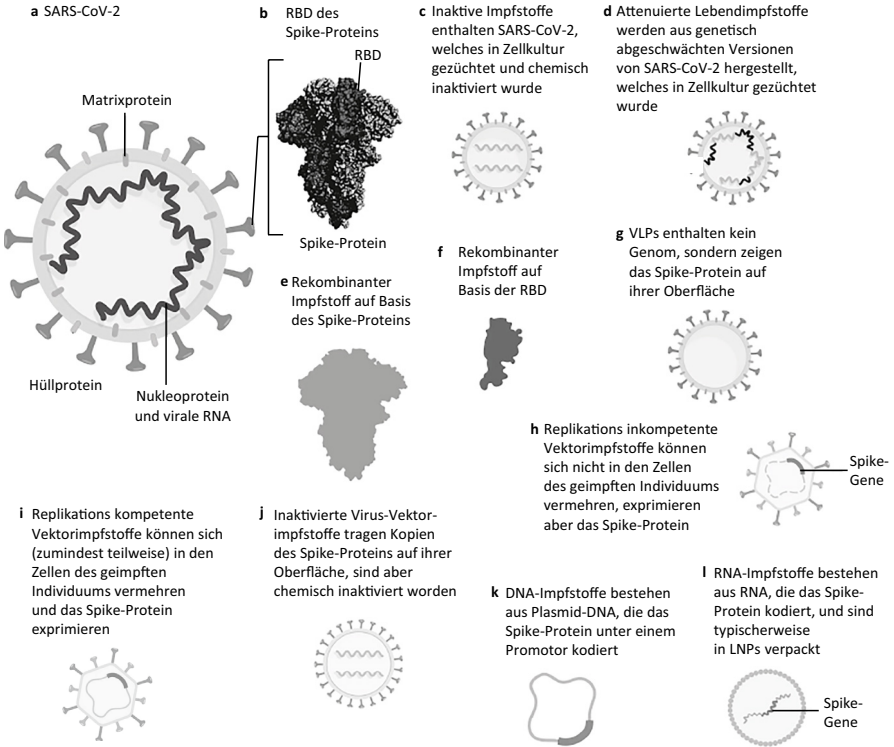 a SARS-CoV-2
Matrixprotein
Hüllprotein
Nukleoprotein
und virale RNA
b RBD des
Spike-Proteins
RBD
Spike-Protein
c Inaktive Impfstoffe
enthalten SARS-CoV-2,
welches in Zellkultur
gezüchtet und chemisch
inaktiviert wurde
d Attenuierte Lebendimpfstoffe
werden aus genetisch
abgeschwächten Versionen
von SARS-CoV-2 hergestellt,
welches in Zellkultur gezüchtet
wurde
e Rekombinanter
Impfstoff auf Basis
des Spike-Proteins
f Rekombinanter
Impfstoff auf
Basis der RBD
g VLPs enthalten kein
Genom, sondern zeigen
das Spike-Protein auf
ihrer Oberfläche
h Replikations inkompetente
Vektorimpfstoffe können
sich nicht in den Zellen
des geimpften Individuums
vermehren, exprimieren
aber das Spike-Protein
Spike-
Gene
i Replikations kompetente
Vektorimpfstoffe können sich
(zumindest teilweise) in den
Zellen des geimpften
Individuums vermehren
und das Spike-Protein
exprimieren
j Inaktivierte Virus-Vektor-
impfstoffe tragen Kopien
des Spike-Proteins auf ihrer
Oberfläche, sind aber
chemisch inaktiviert worden
k DNA-Impfstoffe bestehen
aus Plasmid-DNA, die das
Spike-Protein unter einem
Promotor kodiert
l RNA-Impfstoffe bestehen
aus RNA, die das Spike-
Protein kodiert, und sind
typischerweise
in LNPs verpackt
Spike-
Gene